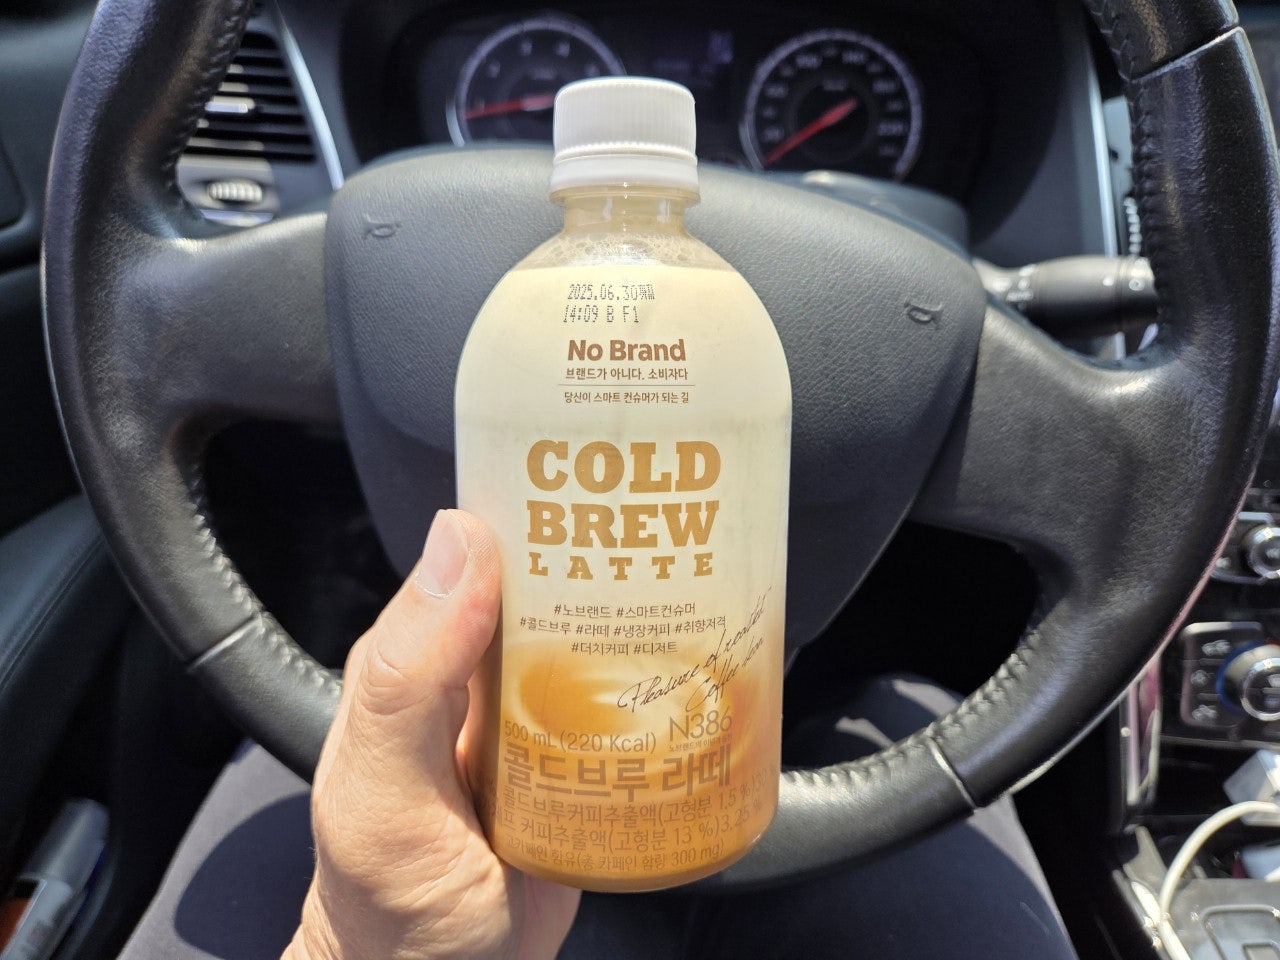 2025.06.30까지
14:09 B F1
No Brand
브랜드가 아니다. 소비자다
당신이 스마트 컨슈머가 되는 길
COLD
BREW
LATTE
#노브랜드 #스마트컨슈머
#콜드브루 #라떼 #냉장커피 #취향저격
#더치커피 #디저트
Pleasure of roasted
Coffee bean
N386
500 mL (220 Kcal)
콜드브루 라떼
콜드브루커피추출액(고형분 1.5 %)
커피추출액(고형분 13 %)3.25 %
고카페인 함유(총 카페인 함량 300 mg)